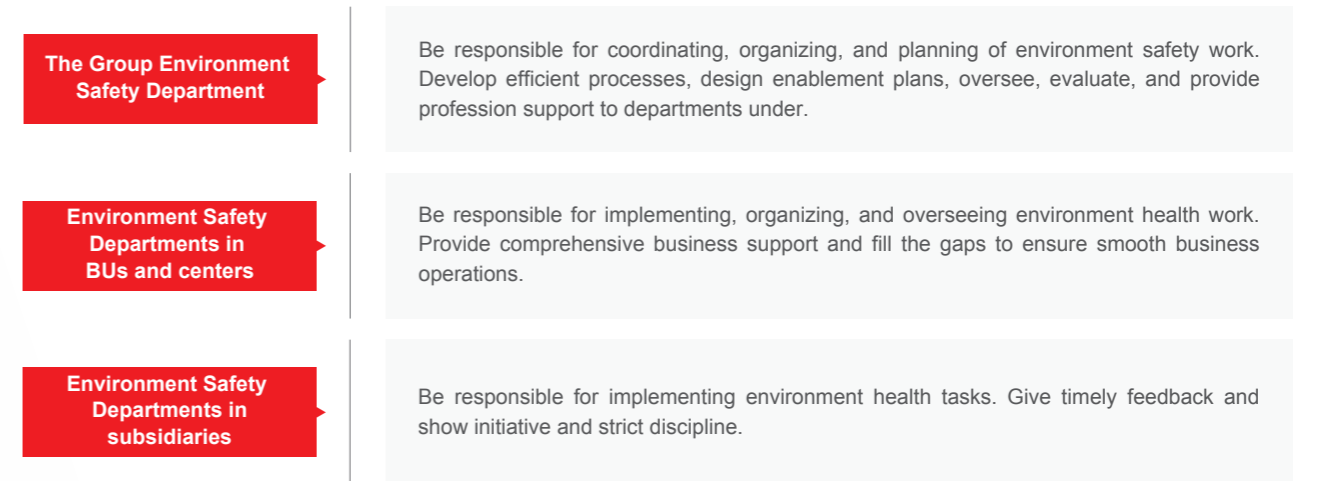 The Group Environment
Safety Department
Be responsible for coordinating, organizing, and planning of environment safety work.
Develop efficient processes, design enablement plans, oversee, evaluate, and provide
profession support to departments under.
Environment Safety
Departments in
BUs and centers
Be responsible for implementing, organizing, and overseeing environment health work.
Provide comprehensive business support and fill the gaps to ensure smooth business
operations.
Environment Safety
Departments in
subsidiaries
Be responsible for implementing environment health tasks. Give timely feedback and
show initiative and strict discipline.